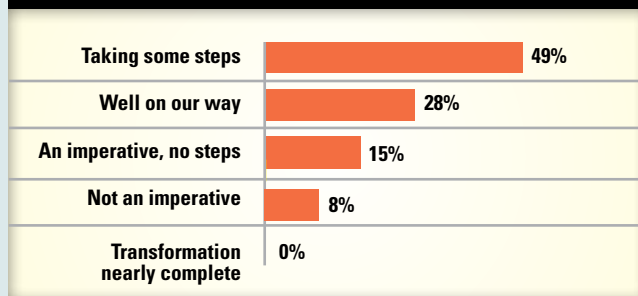 Taking some steps 49%
Well on our way 28%
An imperative, no steps 15%
Not an imperative 8%
Transformation
nearly complete 0%